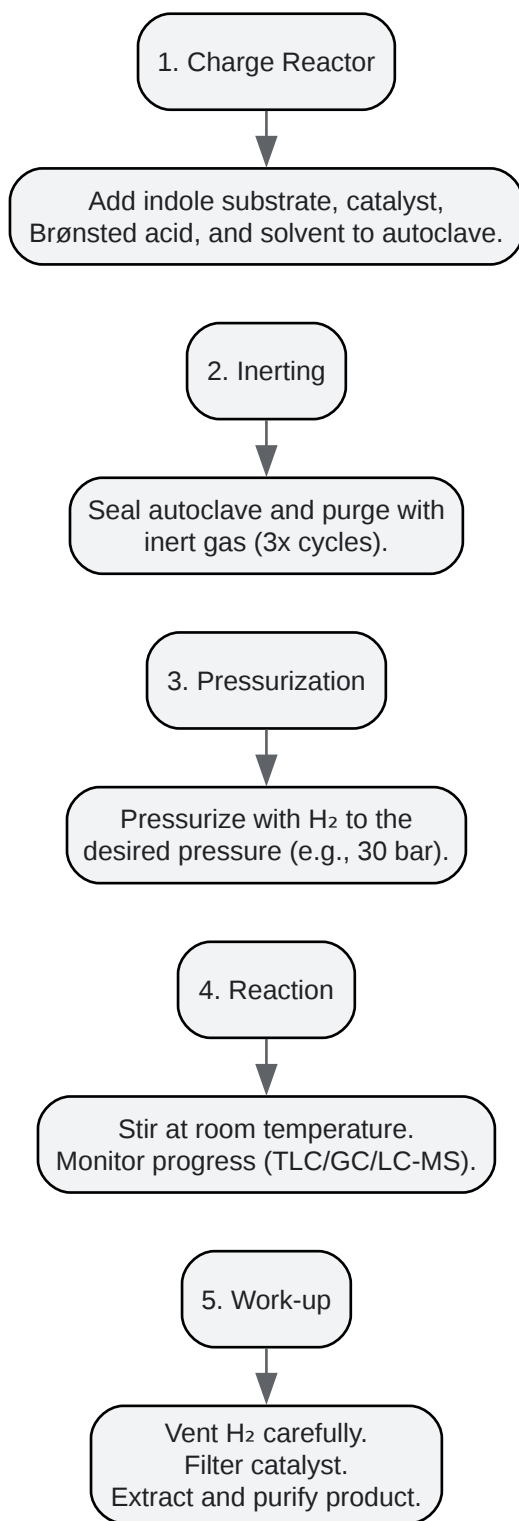 1. Charge Reactor
Add indole substrate, catalyst,
Brønsted acid, and solvent to autoclave.
2. Inerting
Seal autoclave and purge with
inert gas (3x cycles).
3. Pressurization
Pressurize with H₂ to the
desired pressure (e.g., 30 bar).
4. Reaction
Stir at room temperature.
Monitor progress (TLC/GC/LC-MS).
5. Work-up
Vent H₂ carefully.
Filter catalyst.
Extract and purify product.